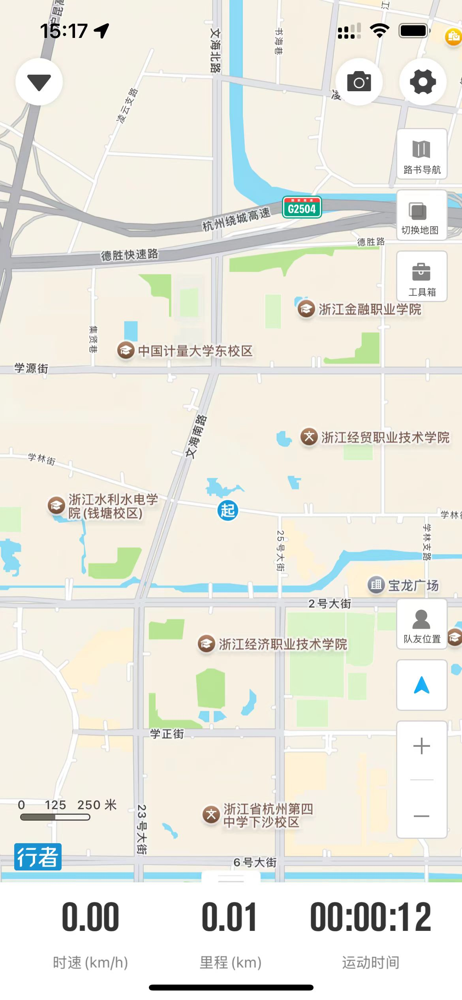 沪昆高
15:17
文海北路
书海巷
江
凌
凌云支路
路书导航
国家高速
G2504
杭州绕城高速
切换地图
德胜路
德胜快速路
工具箱
浙江金融职业学院
集贤巷
中国计量大学东校区
学源街
文海南路
浙江经贸职业技术学院
学林街
浙江水利水电学
院(钱塘校区)
起
学林街
学林支路
25号大街
宝龙广场
2号大街
队友位置
浙江经济职业技术学院
学正街
0 125 250 米
23号大街
浙江省杭州第四
中学下沙校区
行者
6号大街
0.00 0.01 00:00:12
时速(km/h) 里程(km) 运动时间